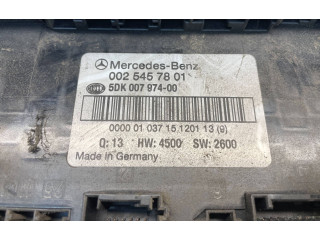 Mercedes-Benz
002 545 78 01
HELLA 5DK 007 974-00
0000 01 037 15 1201 13 (9)
Q: 13 HW: 4500 SW: 2600
Made in Germany